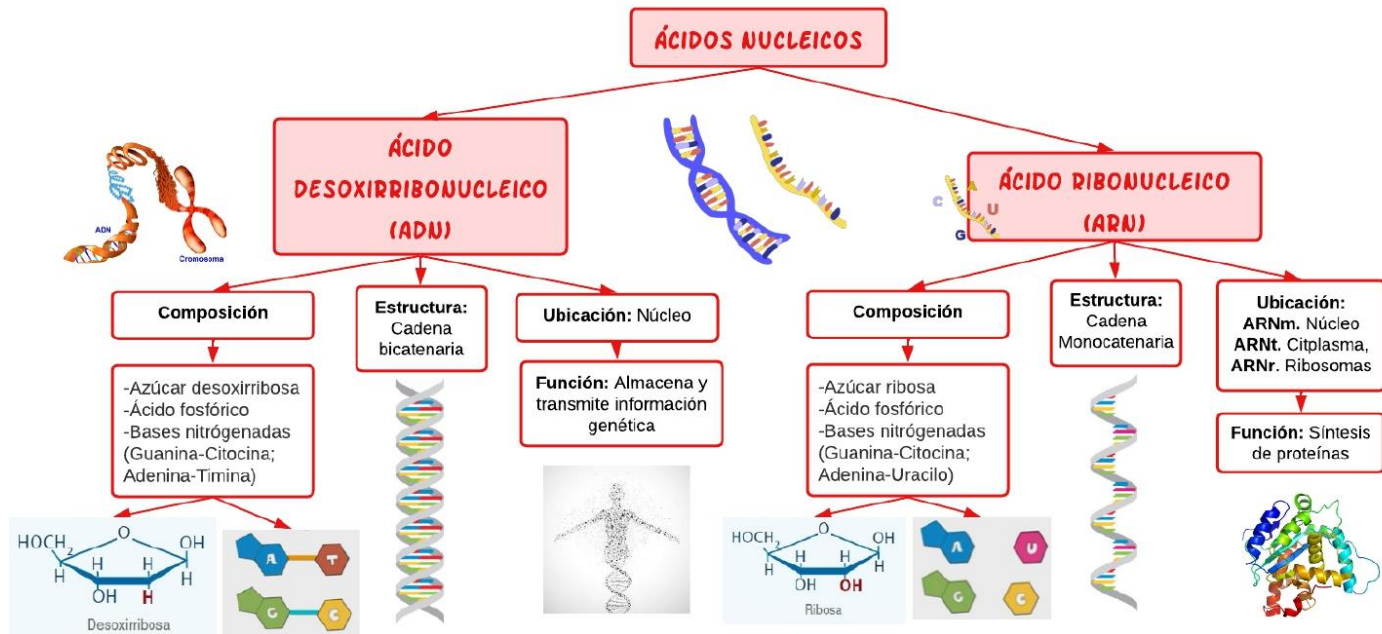 ÁCIDOS NUCLEICOS
ÁCIDO
DESOXIRRIBONUCLEICO
(ADN)
ADN
Cromosoma
ÁCIDO RIBONUCLEICO
(ARN)
C
A
U
G
Composición
-Azúcar desoxirribosa
-Ácido fosfórico
-Bases nitrógenadas
(Guanina-Citocina;
Adenina-Timina)
Estructura:
Cadena
bicatenaria
Ubicación: Núcleo
Función: Almacena y
transmite información
genética
HOCH2
O
OH
H
H
H
H
OH
H
Desoxirribosa
A
T
G
C
Composición
-Azúcar ribosa
-Ácido fosfórico
-Bases nitrógenadas
(Guanina-Citocina;
Adenina-Uracilo)
Estructura:
Cadena
Monocatenaria
Ubicación:
ARNm. Núcleo
ARNt. Citplasma,
ARNr. Ribosomas
Función: Síntesis
de proteínas
HOCH2
O
OH
H
H
H
H
OH
OH
Ribosa
A
U
G
C